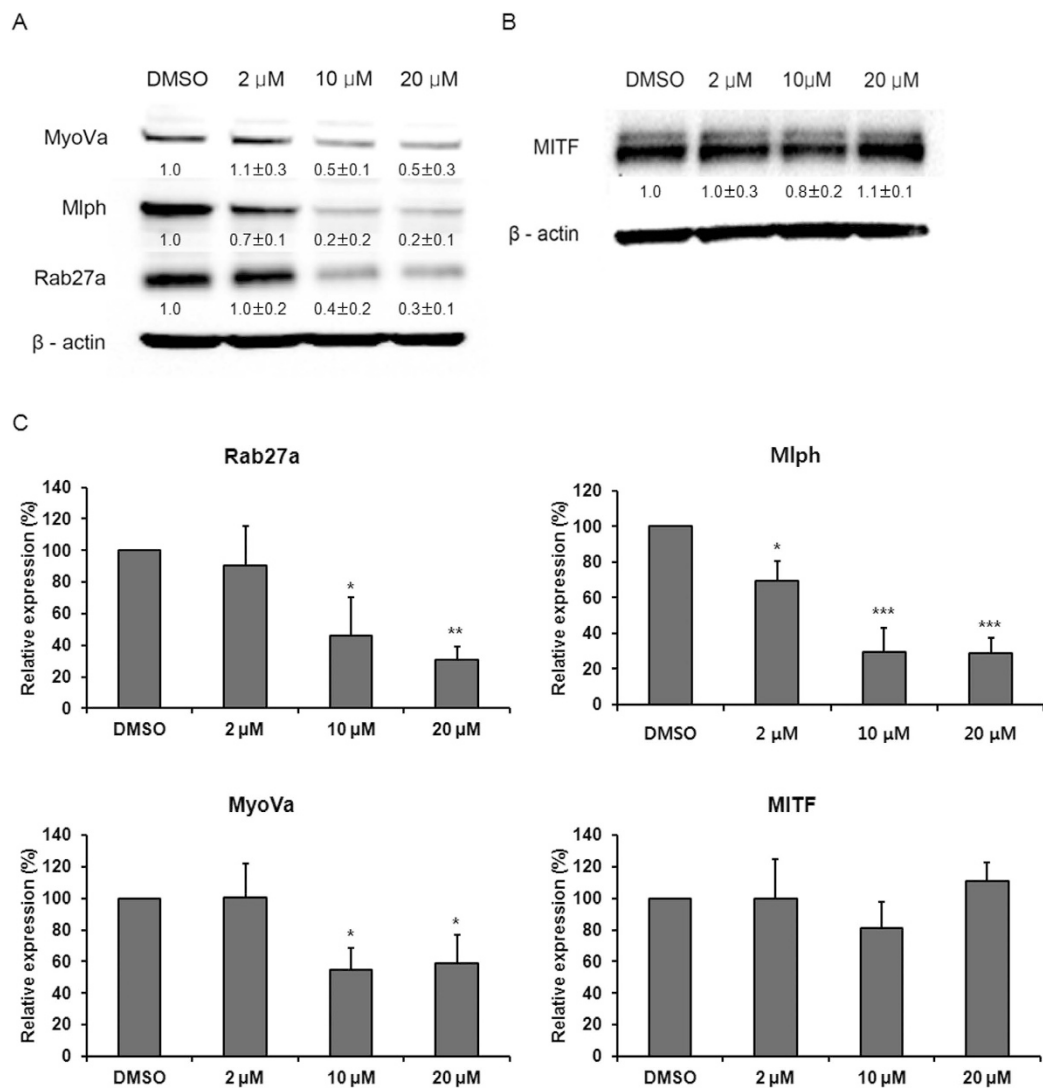 A
DMSO 2 μM 10 μM 20 μM
MyoVa
1.0 1.1±0.3 0.5±0.1 0.5±0.3
Mlph
1.0 0.7±0.1 0.2±0.2 0.2±0.1
Rab27a
1.0 1.0±0.2 0.4±0.2 0.3±0.1
β - actin
B
DMSO 2 μM 10μM 20 μM
MITF
1.0 1.0±0.3 0.8±0.2 1.1±0.1
β - actin
C
Rab27a
Relative expression (%)
140
120
100
80
60
40
20
0
* **
DMSO 2 μM 10 μM 20 μM
Mlph
Relative expression (%)
120
100
80
60
40
20
0
* *** ***
DMSO 2 μM 10 μM 20 μM
MyoVa
Relative expression (%)
140
120
100
80
60
40
20
0
* *
DMSO 2 μM 10 μM 20 μM
MITF
Relative expression (%)
140
120
100
80
60
40
20
0
DMSO 2 μM 10 μM 20 μM